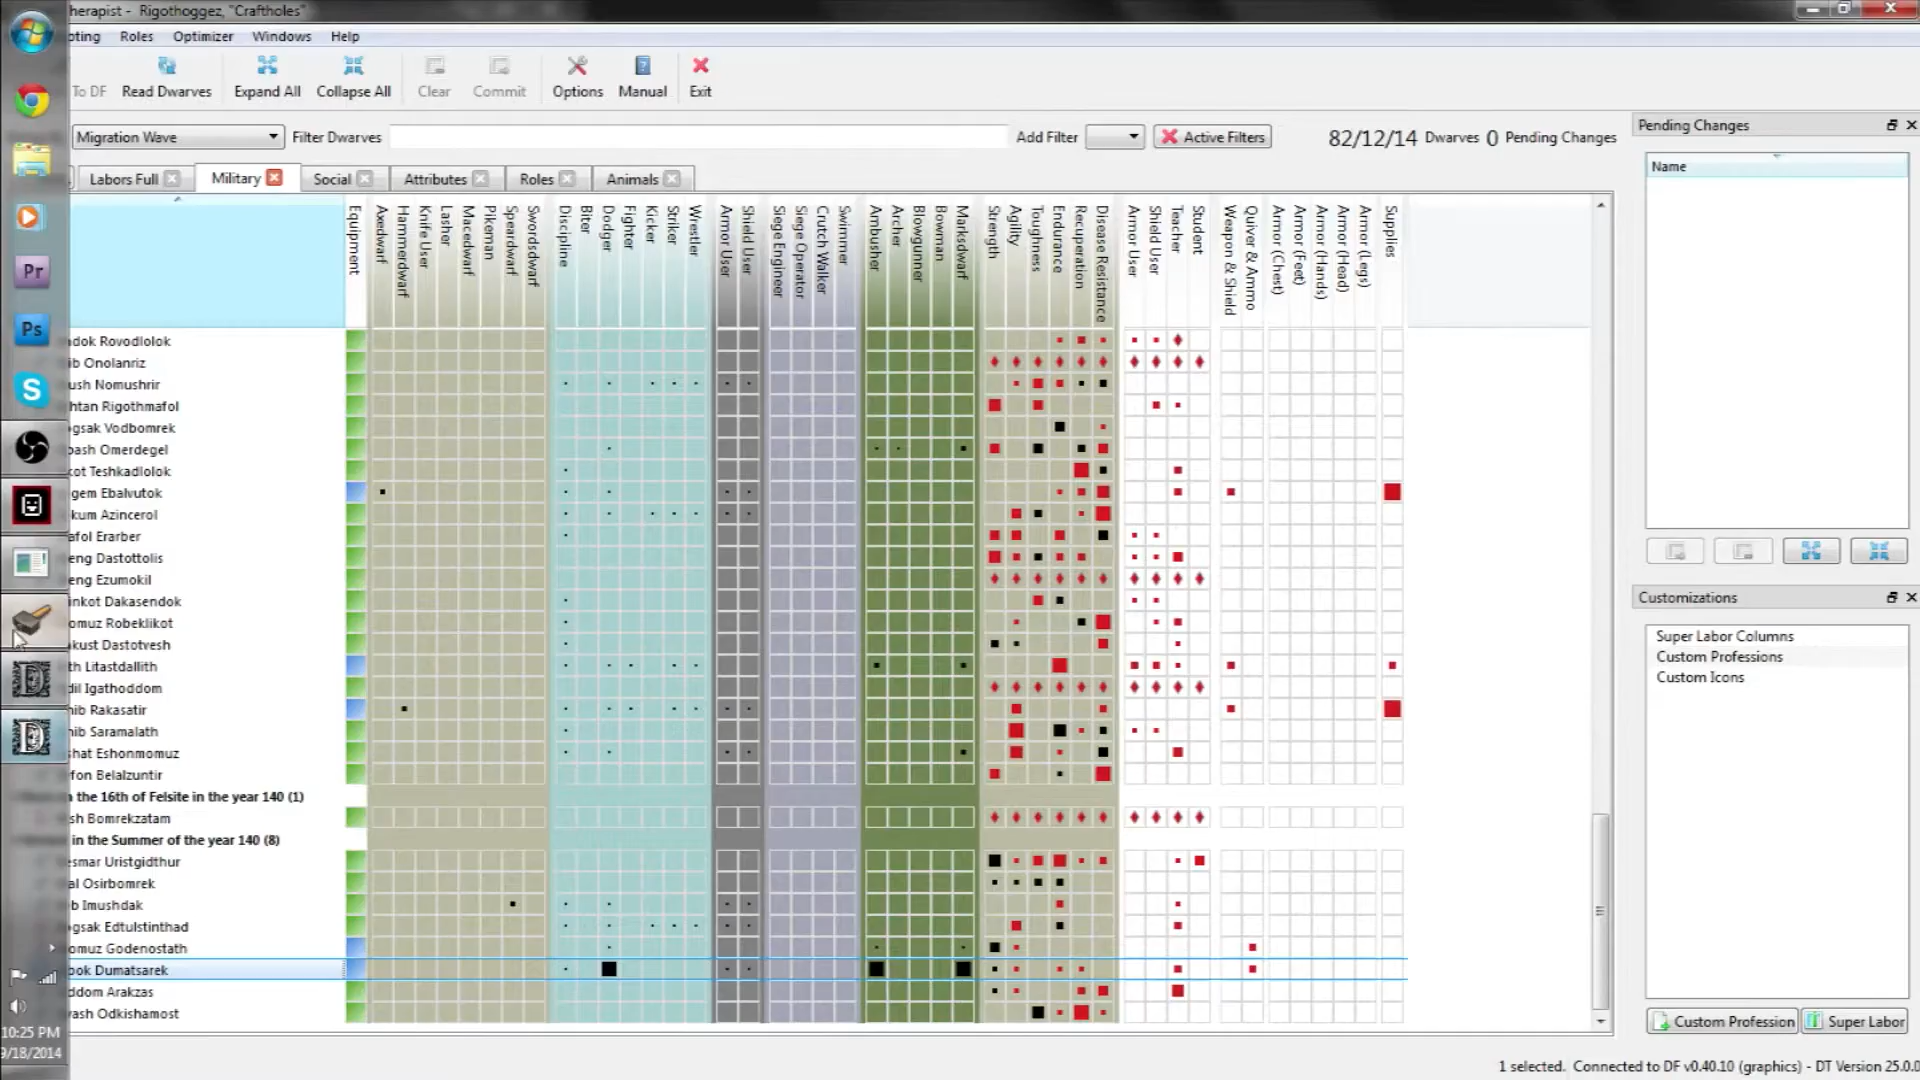 herapist - Rigothoggez, "Craftholes"
oting Roles Optimizer Windows Help
To DF Read Dwarves Expand All Collapse All Clear Commit Options Manual Exit
Migration Wave Filter Dwarves Add Filter Active Filters 82/12/14 Dwarves 0 Pending Changes
Labors Full Military Social Attributes Roles Animals
Equipment
Axedwarf
Hammerdwarf
Knife User
Lasher
Macedwarf
Pikeman
Speardwarf
Swordsdwarf
Discipline
Biter
Dodger
Fighter
Kicker
Striker
Wrestler
Armor User
Shield User
Siege Engineer
Siege Operator
Crutch Walker
Swimmer
Ambusher
Archer
Blowgunner
Bowman
Marksdwarf
Strength
Agility
Toughness
Endurance
Recuperation
Disease Resistance
Armor User
Shield User
Teacher
Student
Weapon & Shield
Quiver & Ammo
Armor (Chest)
Armor (Feet)
Armor (Hands)
Armor (Head)
Armor (Legs)
Supplies
dok Rovodlolok
ib Onolanriz
ush Nomushrir
htan Rigothmafol
gsak Vodbomrek
bash Omerdegel
cot Teshkadlolok
gem Ebalvutok
kum Azincerol
afol Erarber
eng Dastottolis
eng Ezumokil
inkot Dakasendok
omuz Robeklikot
kust Dastotvesh
th Litastdallith
dil Igathoddom
hib Rakasatir
hib Saramalath
shat Eshonmomuz
efon Belalzuntir
the 16th of Felsite in the year 140 (1)
sh Bomrekzatam
in the Summer of the year 140 (8)
esmar Uristgidthur
al Osirbomrek
b Imushdak
ogsak Edtulstinthad
omuz Godenostath
ook Dumatsarek
ddom Arakzas
vash Odkishamost
Pending Changes
Name
Customizations
Super Labor Columns
Custom Professions
Custom Icons
Custom Profession Super Labor
Pr
Ps
S
D
D
10:25 PM
9/18/2014
1 selected. Connected to DF v0.40.10 (graphics) - DT Version 25.0.0